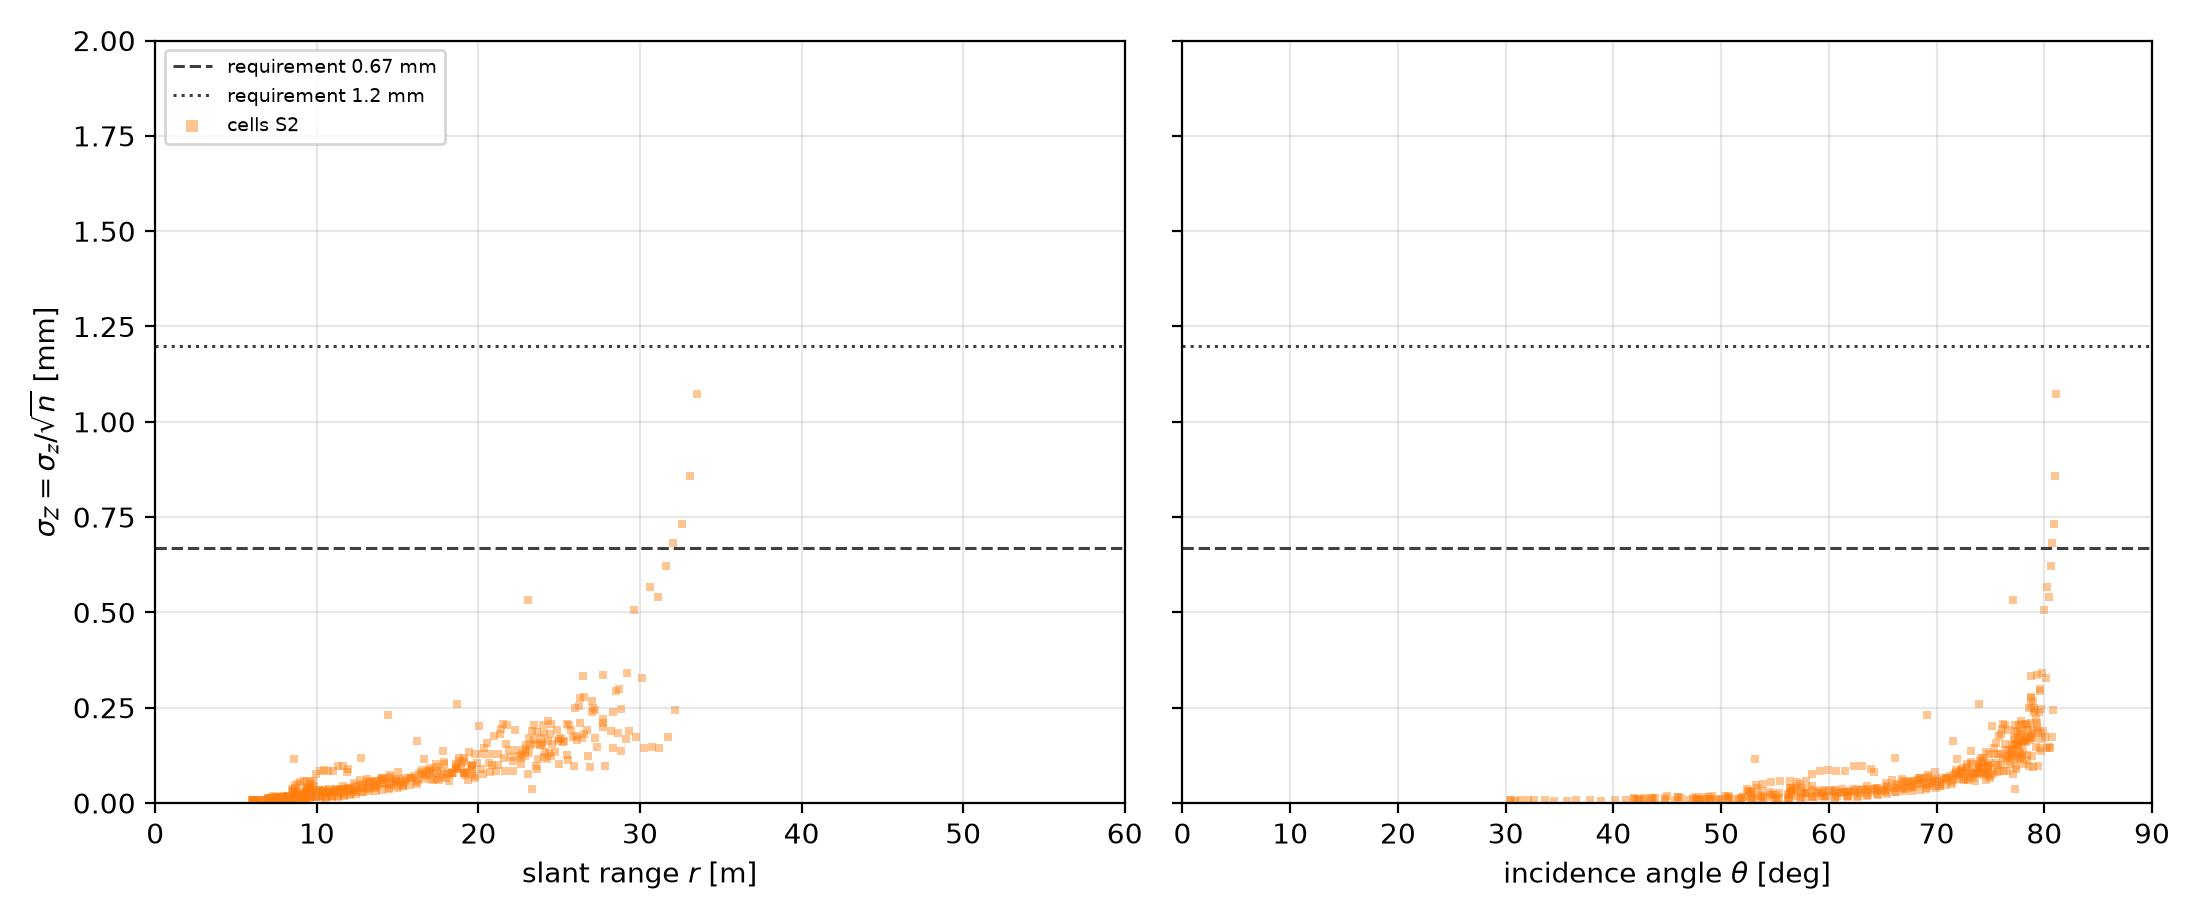 2.00
1.75
1.50
1.25
1.00
0.75
0.50
0.25
0.00
σ_Z = σ_z/√n [mm]
requirement 0.67 mm
requirement 1.2 mm
cells S2
0 10 20 30 40 50 60
slant range r [m]
0 10 20 30 40 50 60 70 80 90
incidence angle θ [deg]